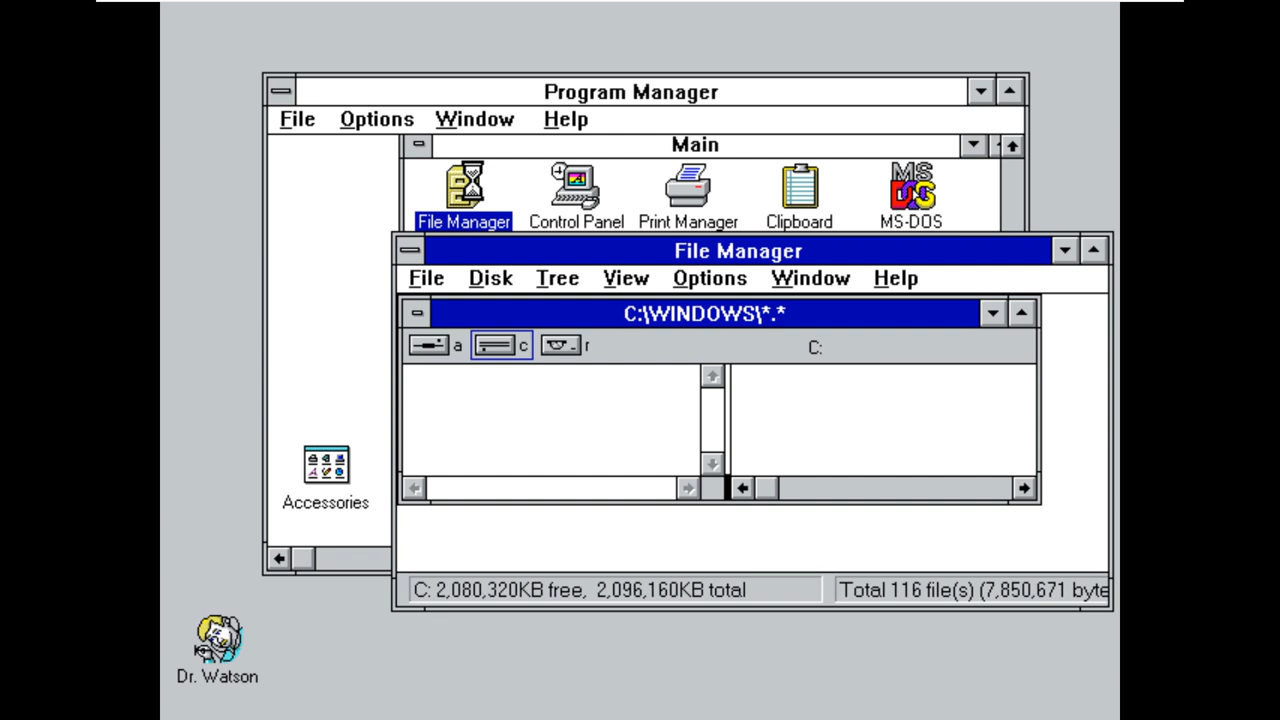 Program Manager
File Options Window Help
Main
File Manager Control Panel Print Manager Clipboard MS-DOS
File Manager
File Disk Tree View Options Window Help
C:\WINDOWS\*.*
a c r C:
Accessories
C: 2,080,320KB free, 2,096,160KB total Total 116 file(s) (7,850,671 byte
Dr. Watson